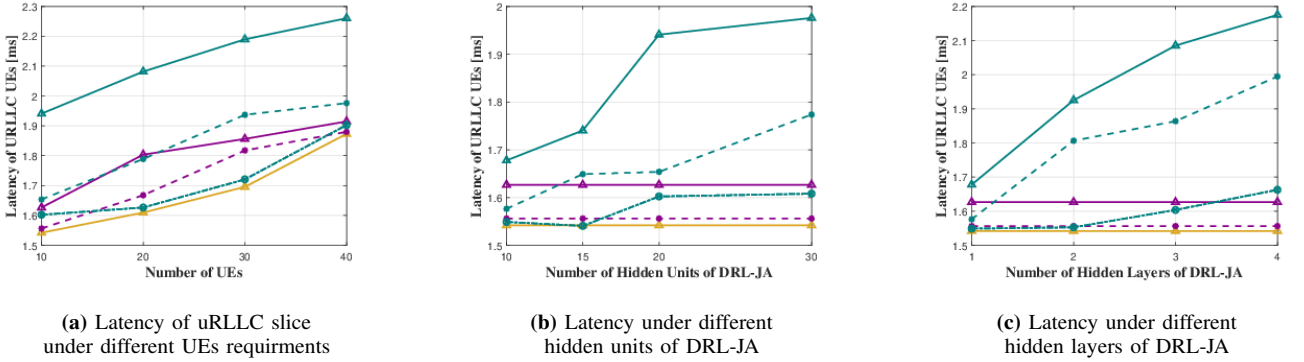 2.3
2.2
2.1
2
1.9
1.8
1.7
1.6
1.5
Latency of URLLC UEs [ms]
10 20 30 40
Number of UEs
(a) Latency of uRLLC slice
under different UEs requirments
2
1.9
1.8
1.7
1.6
1.5
Latency of URLLC UEs [ms]
10 15 20 30
Number of Hidden Units of DRL-JA
(b) Latency under different
hidden units of DRL-JA
2.2
2.1
2
1.9
1.8
1.7
1.6
1.5
Latency of URLLC UEs [ms]
1 2 3 4
Number of Hidden Layers of DRL-JA
(c) Latency under different
hidden layers of DRL-JA